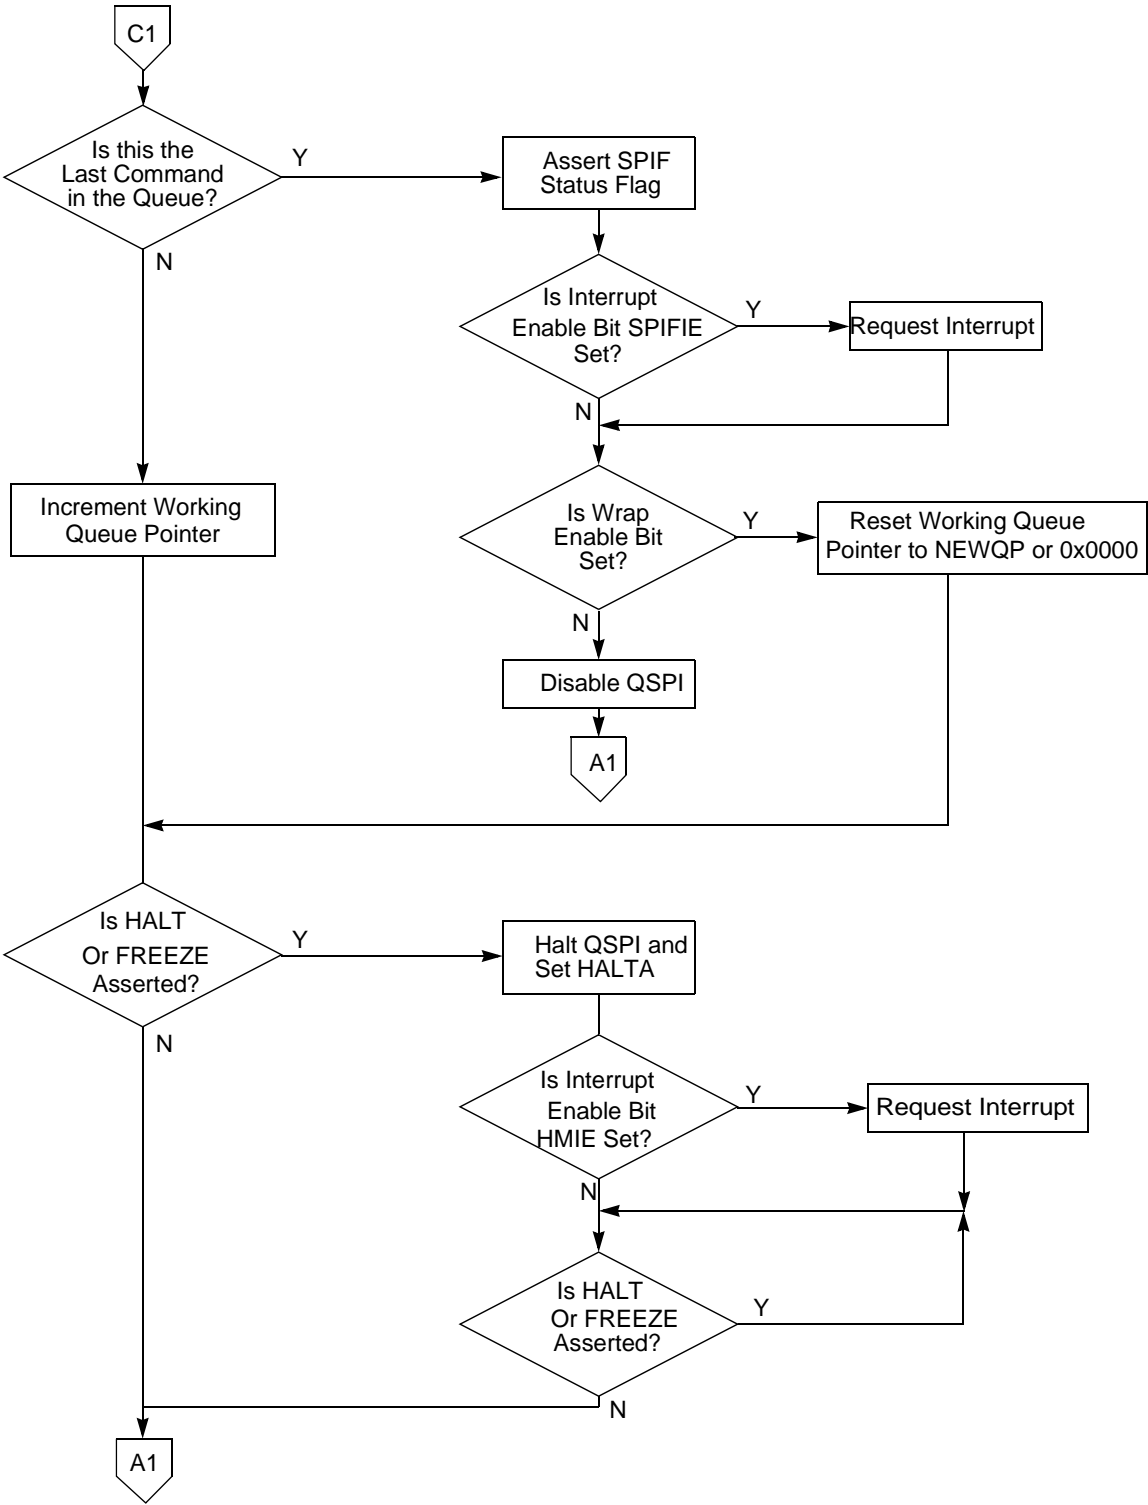 C1
Is this the
Last Command
in the Queue?
Y
N
Assert SPIF
Status Flag
Is Interrupt
Enable Bit SPIFIE
Set?
Y
Request Interrupt
N
Increment Working
Queue Pointer
Is Wrap
Enable Bit
Set?
Y
Reset Working Queue
Pointer to NEWQP or 0x0000
N
Disable QSPI
A1
Is HALT
Or FREEZE
Asserted?
Y
N
Halt QSPI and
Set HALTA
Is Interrupt
Enable Bit
HMIE Set?
Y
Request Interrupt
N
Is HALT
Or FREEZE
Asserted?
Y
N
A1